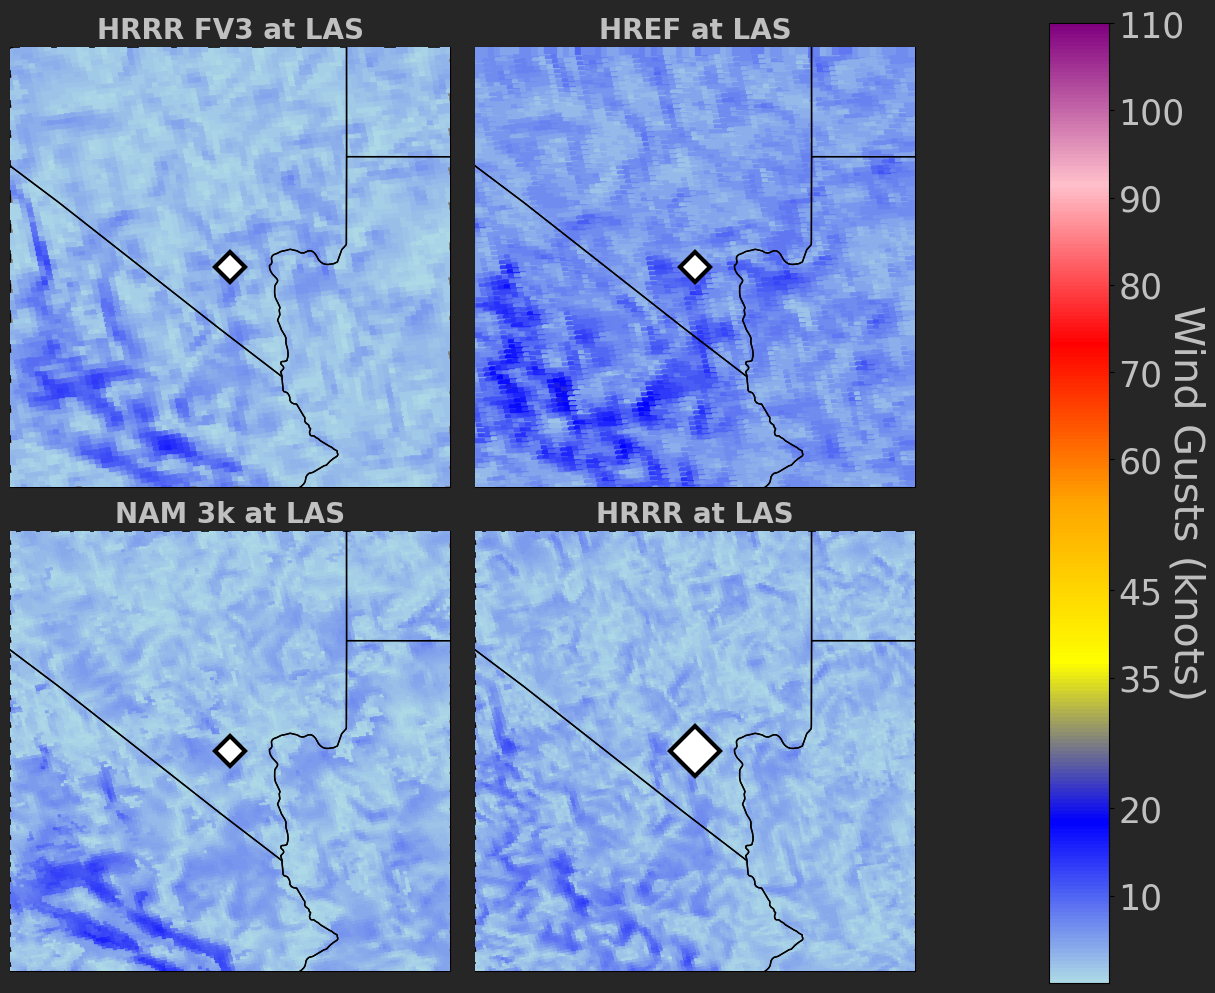 HRRR FV3 at LAS
HREF at LAS
NAM 3k at LAS
HRRR at LAS
110
100
90
80
70
60
45
35
20
10
Wind Gusts (knots)